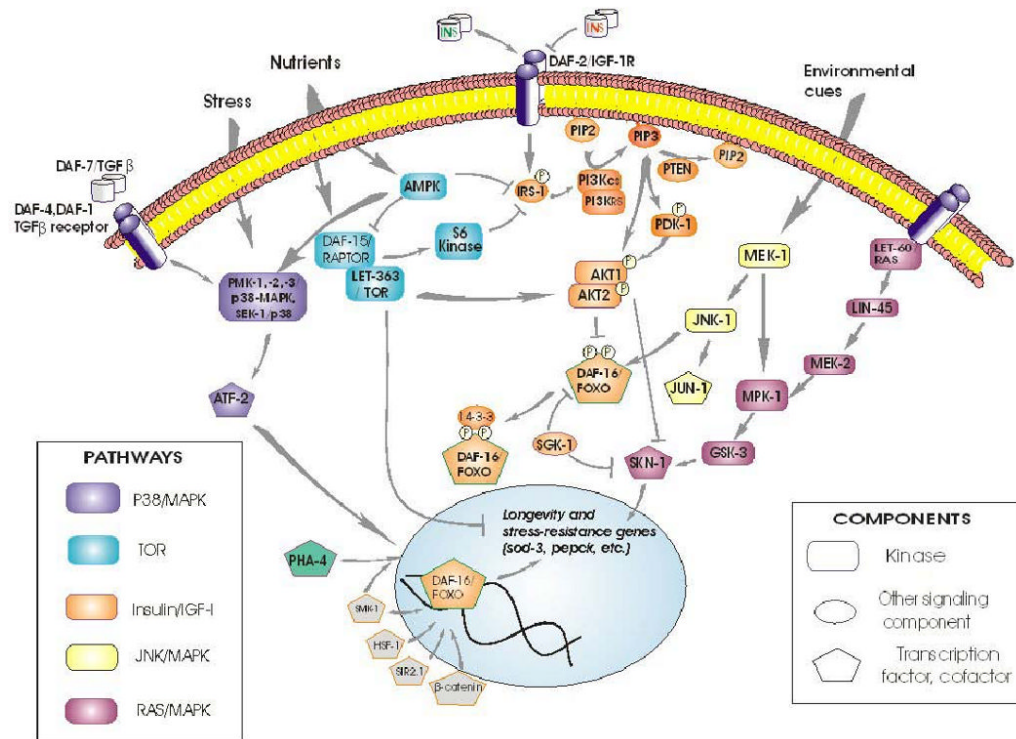 INS
INS
DAF-2/IGF-1R
Nutrients
Environmental
cues
Stress
PIP2
PIP3
PIP2
PTEN
DAF-7/TGF β
DAF-4,DAF-1
TGFβ receptor
AMPK
P
IRS-1
PI3Kcs
PI3KRS
P
PDK-1
S6
Kinase
DAF-15/
RAPTOR
LET-363
/TOR
LET-60/
RAS
MEK-1
PMK-1,-2,-3/
p38-MAPK,
SEK-1/p38
AKT1
P
AKT2
P
LIN-45
JNK-1
P P
DAF-16/
FOXO
MEK-2
JUN-1
MPK-1
ATF-2
14-3-3
P P
DAF-16/
FOXO
SGK-1
SKN-1
GSK-3
Longevity and
stress-resistance genes
(sod-3, pepck, etc.)
PHA-4
DAF-16/
FOXO
SMK-1
HSF-1
SIR2.1
β-catenin
PATHWAYS
P38/MAPK
TOR
Insulin/IGF-I
JNK/MAPK
RAS/MAPK
COMPONENTS
Kinase
Other signaling
component
Transcription
factor, cofactor